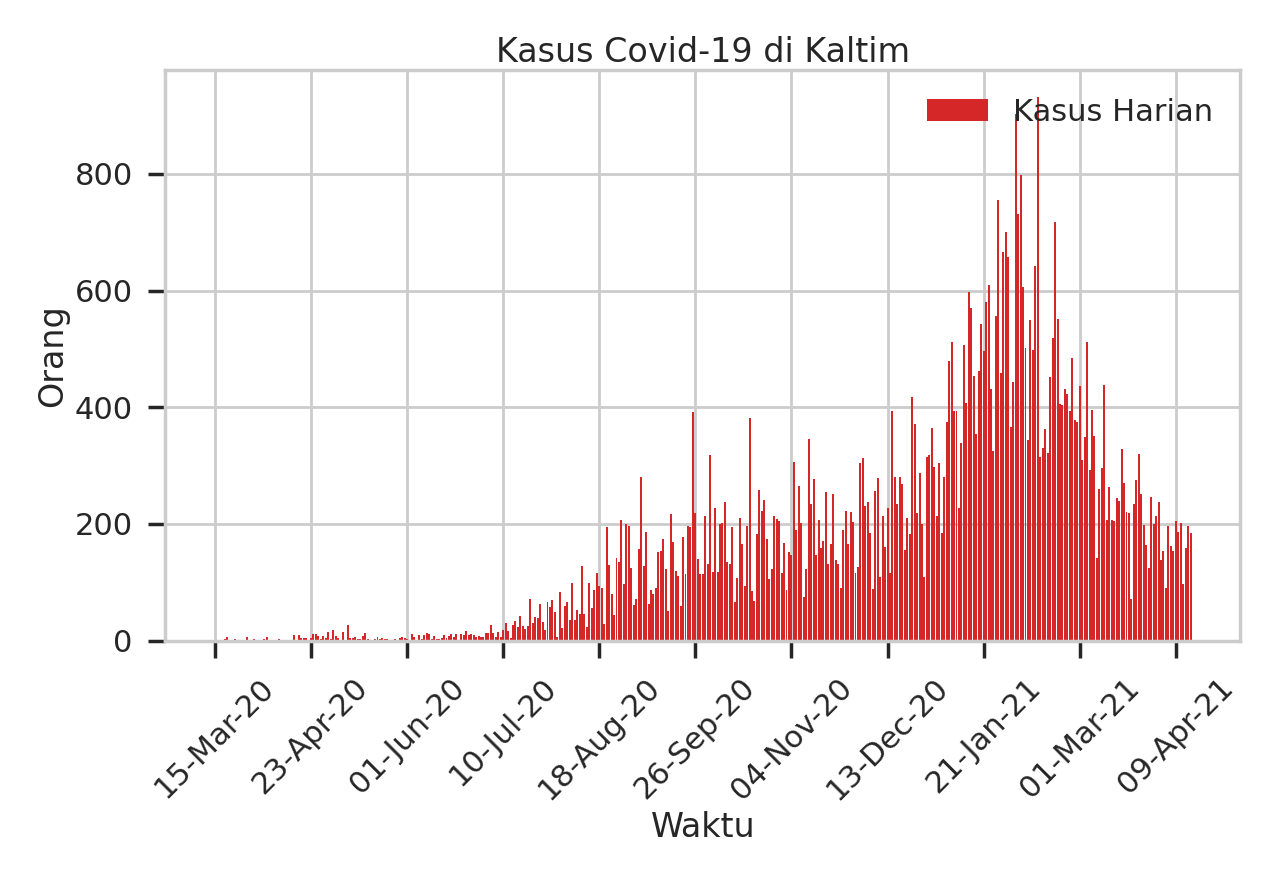 Kasus Covid-19 di Kaltim
Kasus Harian
Orang
800
600
400
200
0
15-Mar-20
23-Apr-20
01-Jun-20
10-Jul-20
18-Aug-20
26-Sep-20
04-Nov-20
13-Dec-20
21-Jan-21
01-Mar-21
09-Apr-21
Waktu